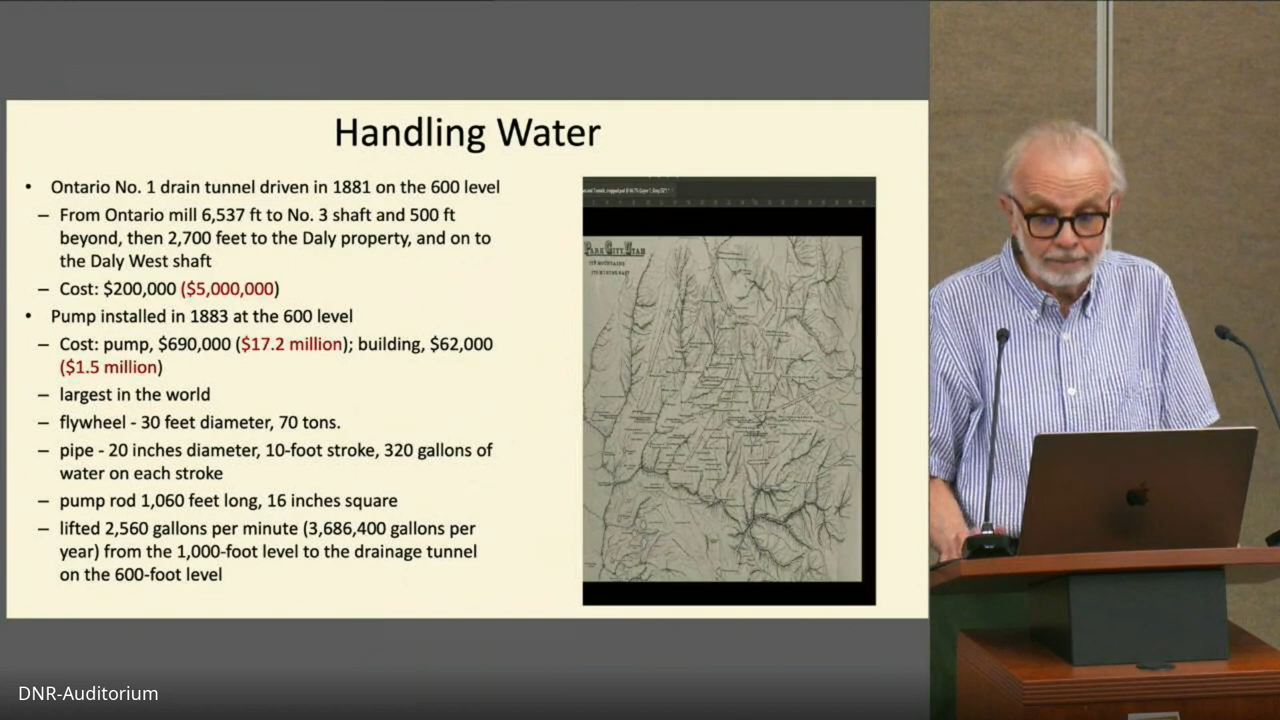 Handling Water
• Ontario No. 1 drain tunnel driven in 1881 on the 600 level
– From Ontario mill 6,537 ft to No. 3 shaft and 500 ft
beyond, then 2,700 feet to the Daly property, and on to
the Daly West shaft
– Cost: $200,000 ($5,000,000)
• Pump installed in 1883 at the 600 level
– Cost: pump, $690,000 ($17.2 million); building, $62,000
($1.5 million)
– largest in the world
– flywheel - 30 feet diameter, 70 tons.
– pipe - 20 inches diameter, 10-foot stroke, 320 gallons of
water on each stroke
– pump rod 1,060 feet long, 16 inches square
– lifted 2,560 gallons per minute (3,686,400 gallons per
year) from the 1,000-foot level to the drainage tunnel
on the 600-foot level
PARK CITY, UTAH
DNR-Auditorium